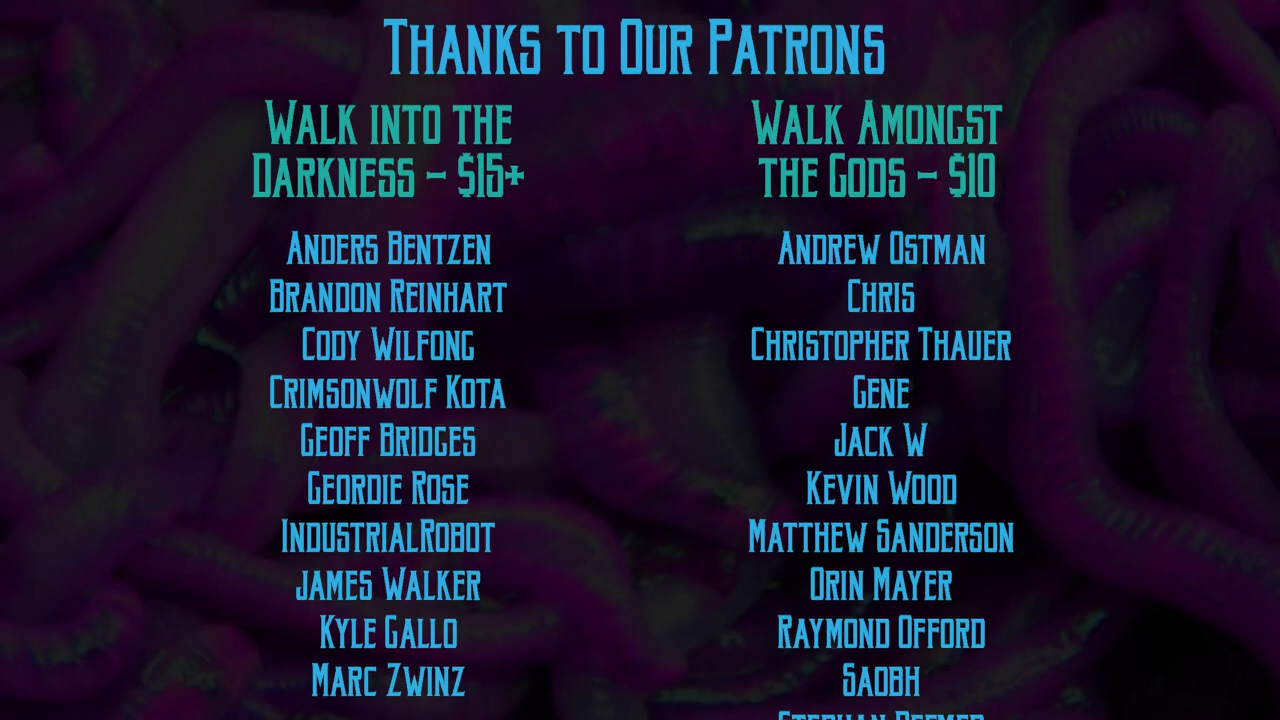 Thanks to Our Patrons
Walk into the
Darkness – $15+
Anders Bentzen
Brandon Reinhart
Cody Wilfong
Crimsonwolf Kota
Geoff Bridges
Geordie Rose
IndustrialRobot
James Walker
Kyle Gallo
Marc Zwinz
Walk Amongst
the Gods – $10
Andrew Ostman
Chris
Christopher Thauer
Gene
Jack W
Kevin Wood
Matthew Sanderson
Orin Mayer
Raymond Offord
Saobh